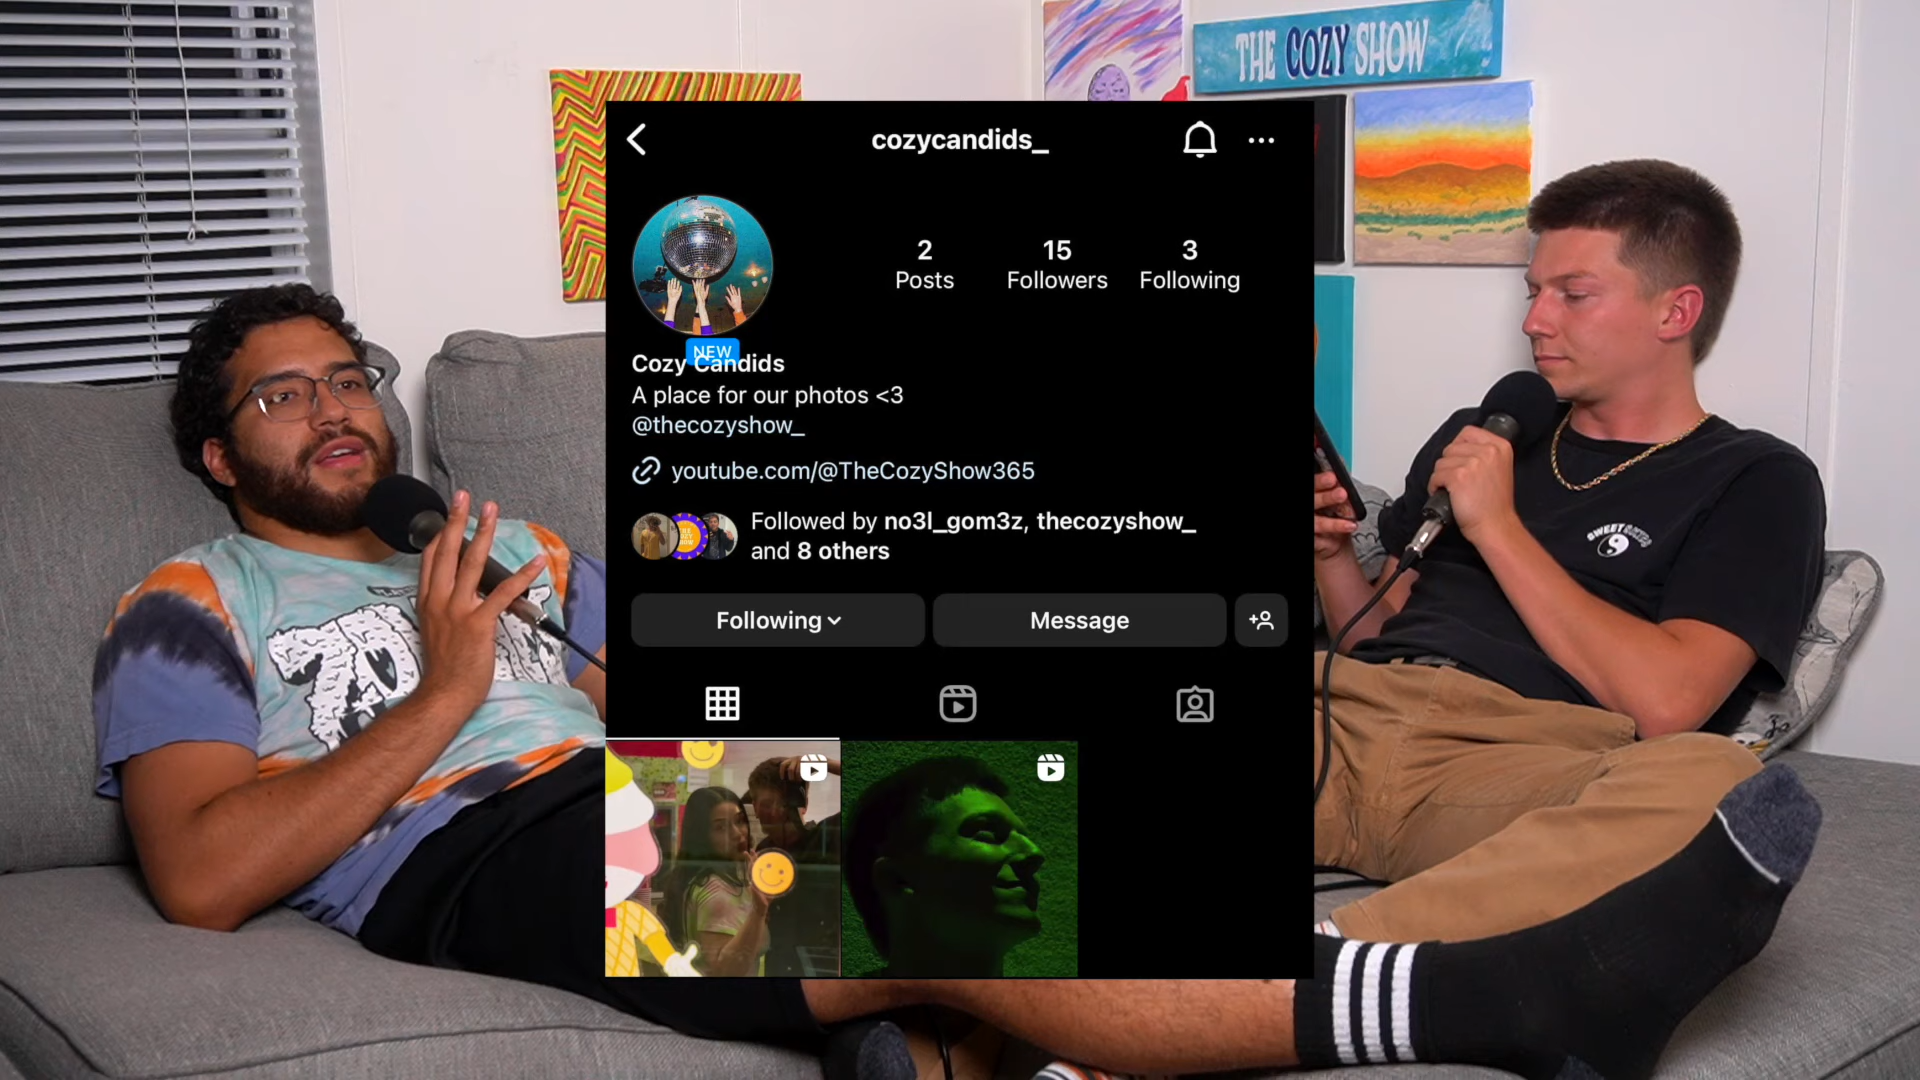 THE COZY SHOW
cozycandids_
2
Posts
15
Followers
3
Following
NEW
Cozy Candids
A place for our photos <3
@thecozyshow_
youtube.com/@TheCozyShow365
Followed by no3l_gom3z, thecozyshow_
and 8 others
Following
Message